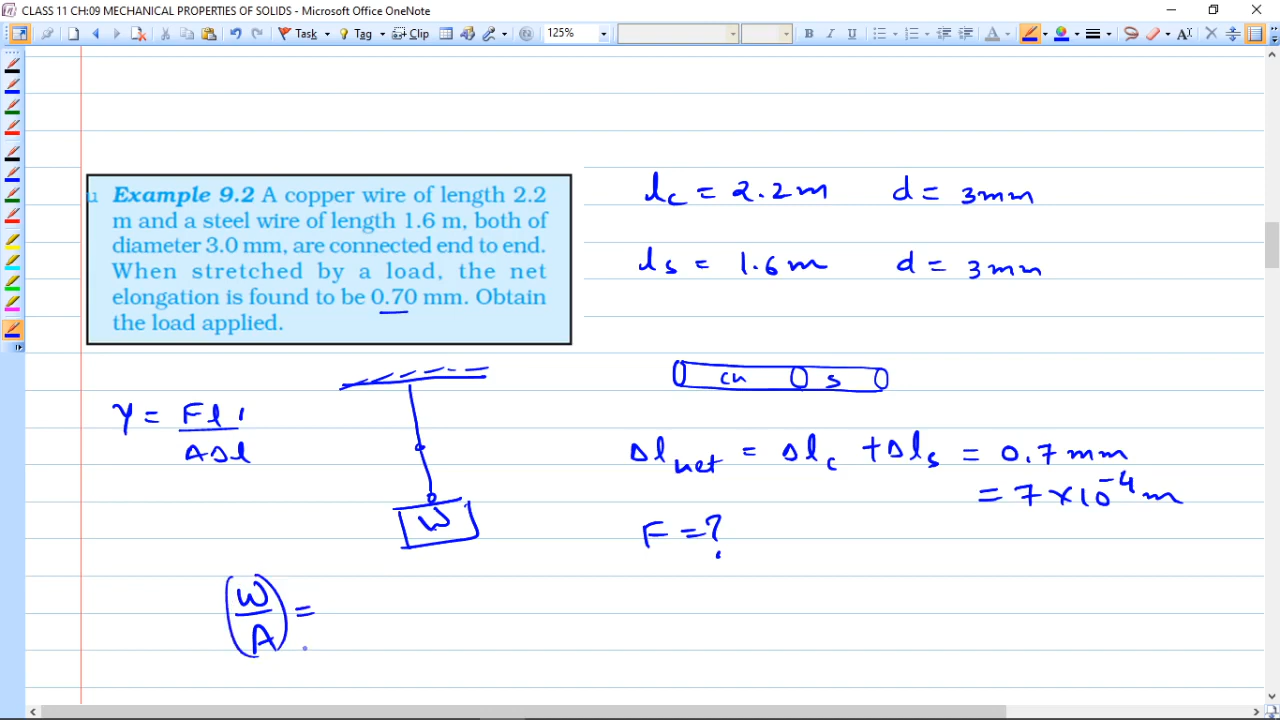 CLASS 11 CH:09 MECHANICAL PROPERTIES OF SOLIDS - Microsoft Office OneNote
Task Tag Clip 125% B I U
Example 9.2 A copper wire of length 2.2
m and a steel wire of length 1.6 m, both of
diameter 3.0 mm, are connected end to end.
When stretched by a load, the net
elongation is found to be 0.70 mm. Obtain
the load applied.
lc = 2.2m d = 3mm
ls = 1.6m d = 3mm
cu s
Y = Fl
AΔl
W
Δl net = Δlc + Δls = 0.7mm
= 7×10⁻⁴ m
F = ?
(W/A) =